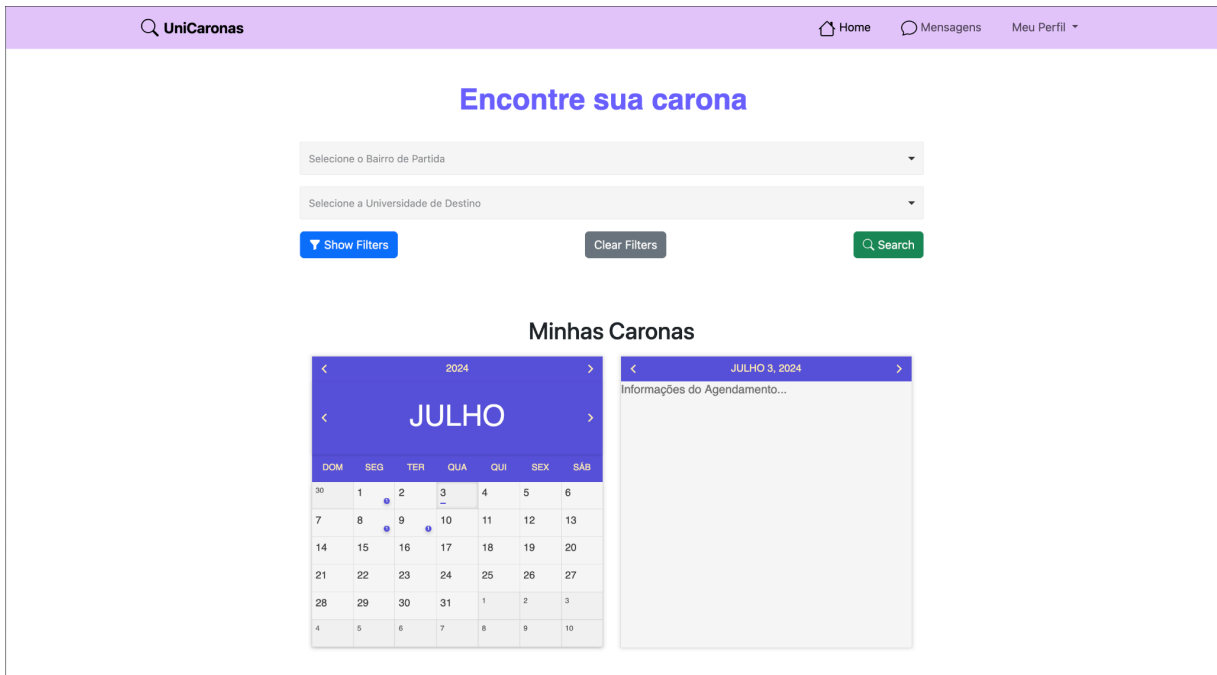 UniCaronas Home Mensagens Meu Perfil
Encontre sua carona
Selecione o Bairro de Partida
Selecione a Universidade de Destino
Show Filters Clear Filters Search
Minhas Caronas
2024
JULHO
DOM SEG TER QUA QUI SEX SÁB
30 1 2 3 4 5 6
7 8 9 10 11 12 13
14 15 16 17 18 19 20
21 22 23 24 25 26 27
28 29 30 31 1 2 3
4 5 6 7 8 9 10
JULHO 3, 2024
Informações do Agendamento...